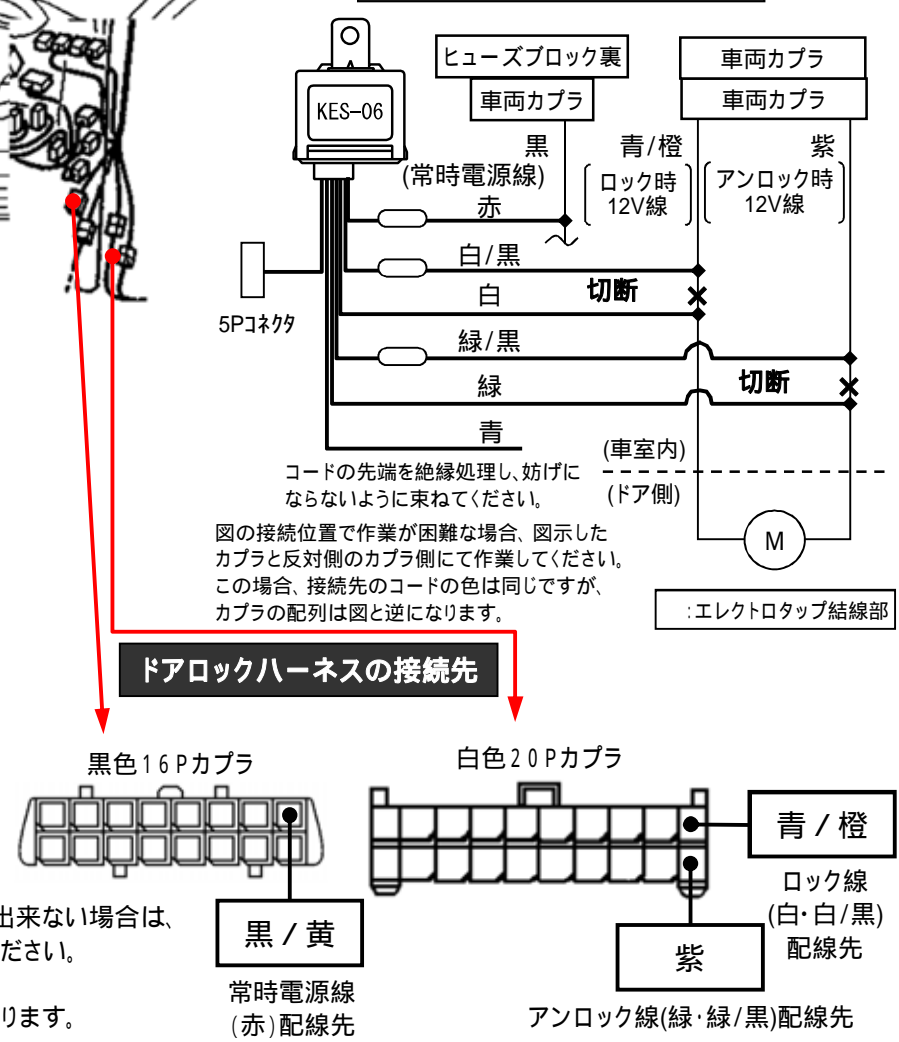 KES-06
ヒューズブロック裏
車両カプラ
車両カプラ
車両カプラ
黒
(常時電源線)
青/橙
ロック時
12V線
紫
アンロック時
12V線
赤
白/黒
白
切断
緑/黒
緑
切断
青
5Pコネクタ
コードの先端を絶縁処理し、妨げに
ならないように束ねてください。
(車室内)
(ドア側)
M
図の接続位置で作業が困難な場合、図示した
カプラと反対側のカプラ側にて作業してください。
この場合、接続先のコードの色は同じですが、
カプラの配列は図と逆になります。
:エレクトロタップ結線部
ドアロックハーネスの接続先
黒色16Pカプラ
白色20Pカプラ
黒/黄
常時電源線
(赤)配線先
青/橙
ロック線
(白・白/黒)
配線先
紫
アンロック線(緑・緑/黒)配線先
出来ない場合は、
ださい。
ります。